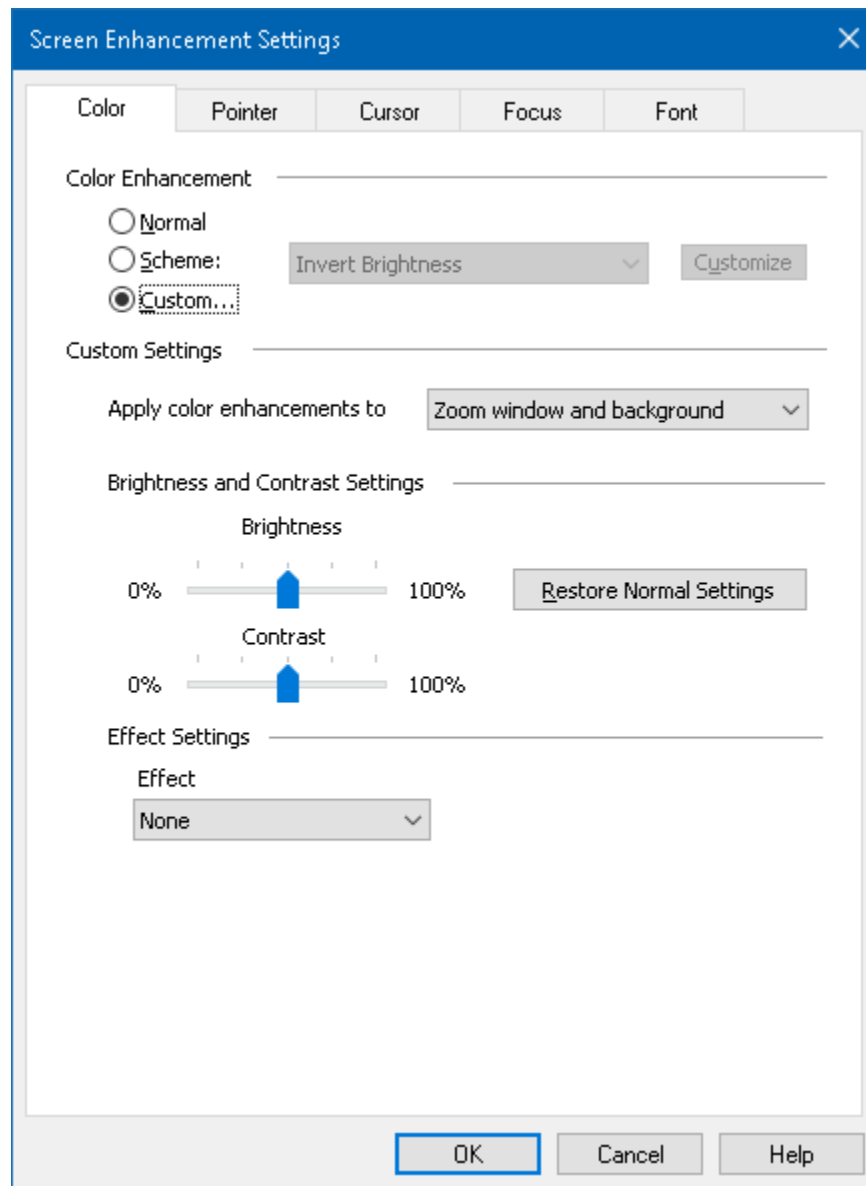 Screen Enhancement Settings
Color Pointer Cursor Focus Font
Color Enhancement
Normal
Scheme: Invert Brightness Customize
Custom...
Custom Settings
Apply color enhancements to Zoom window and background
Brightness and Contrast Settings
Brightness
0% 100% Restore Normal Settings
Contrast
0% 100%
Effect Settings
Effect
None
OK Cancel Help